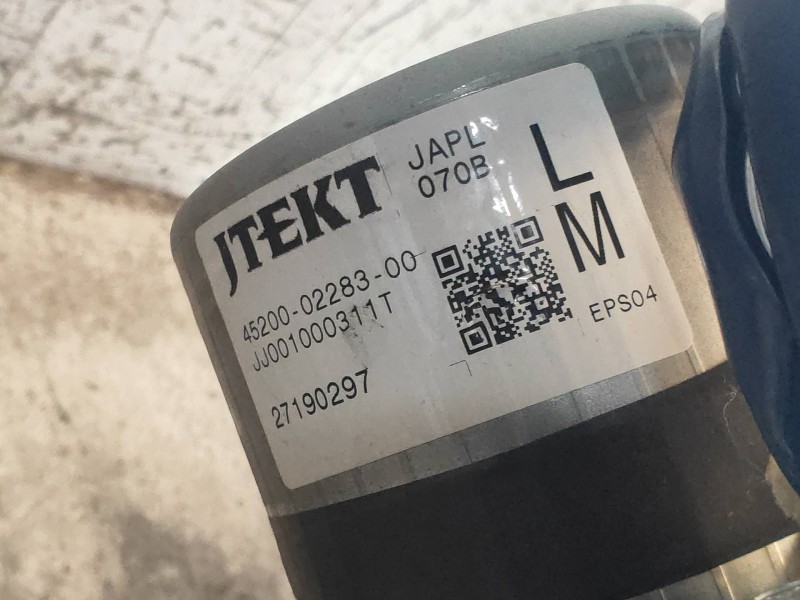 JTEKT
JAPL
070B
L
M
45200-02283-00
JJ001000311T
27190297
EPS04